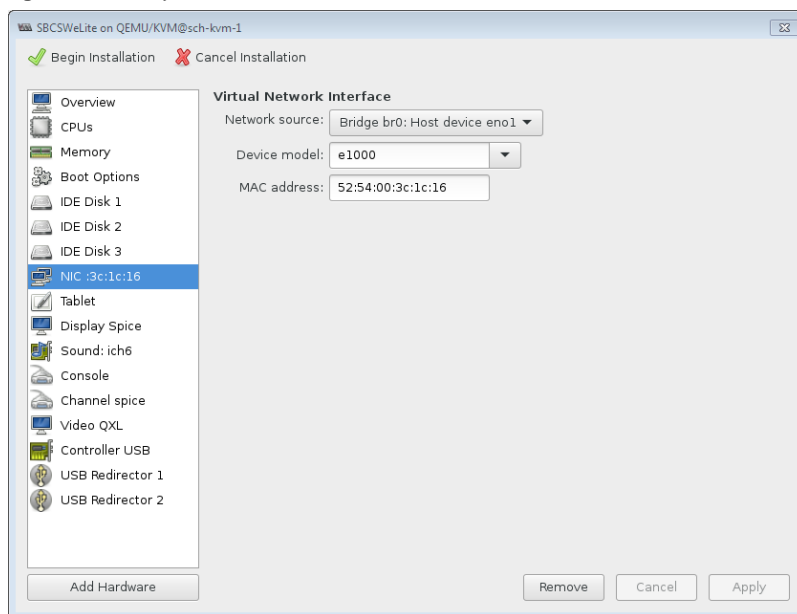 SBCSWeLite on QEMU/KVM@sch-kvm-1
Begin Installation Cancel Installation
Overview
CPUs
Memory
Boot Options
IDE Disk 1
IDE Disk 2
IDE Disk 3
NIC :3c:1c:16
Tablet
Display Spice
Sound: ich6
Console
Channel spice
Video QXL
Controller USB
USB Redirector 1
USB Redirector 2
Add Hardware
Virtual Network Interface
Network source: Bridge br0: Host device eno1
Device model: e1000
MAC address: 52:54:00:3c:1c:16
Remove Cancel Apply